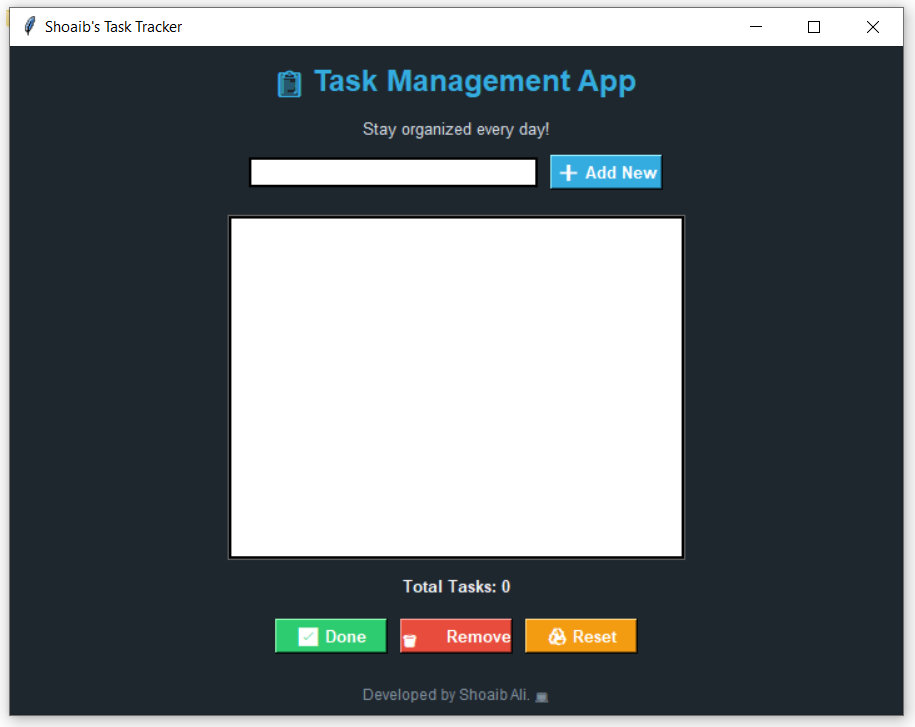 Shoaib's Task Tracker
📋 Task Management App
Stay organized every day!
➕ Add New
Total Tasks: 0
✅ Done 🗑 Remove ♻ Reset
Developed by Shoaib Ali. 💻